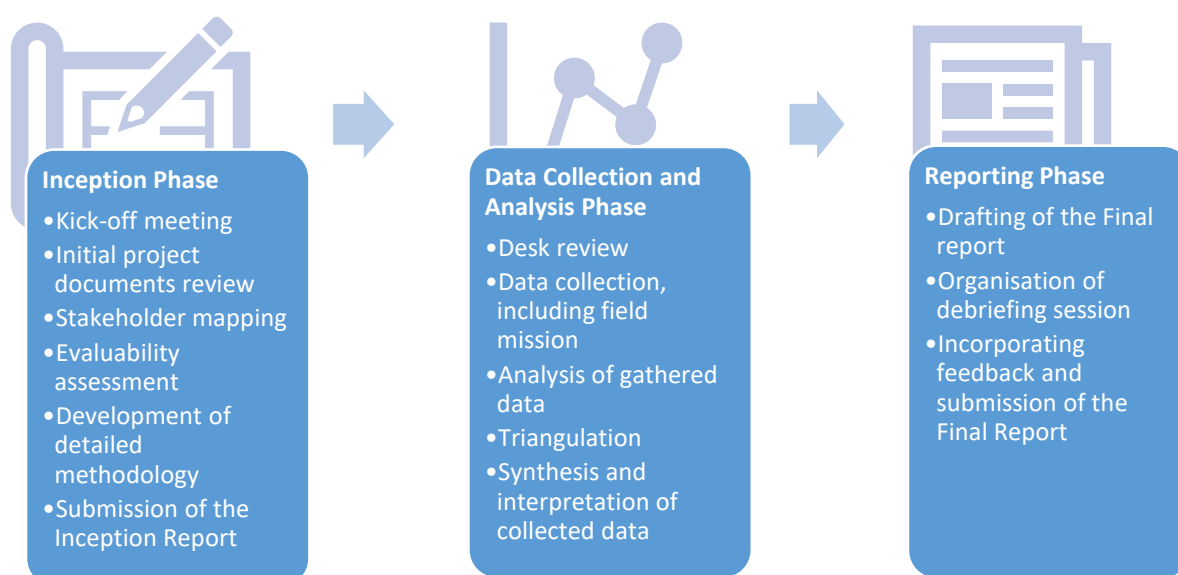 Inception Phase
•Kick-off meeting
•Initial project
documents review
•Stakeholder mapping
•Evaluability
assessment
•Development of
detailed
methodology
•Submission of the
Inception Report
Data Collection and
Analysis Phase
•Desk review
•Data collection,
including field
mission
•Analysis of gathered
data
•Triangulation
•Synthesis and
interpretation of
collected data
Reporting Phase
•Drafting of the Final
report
•Organisation of
debriefing session
•Incorporating
feedback and
submission of the
Final Report